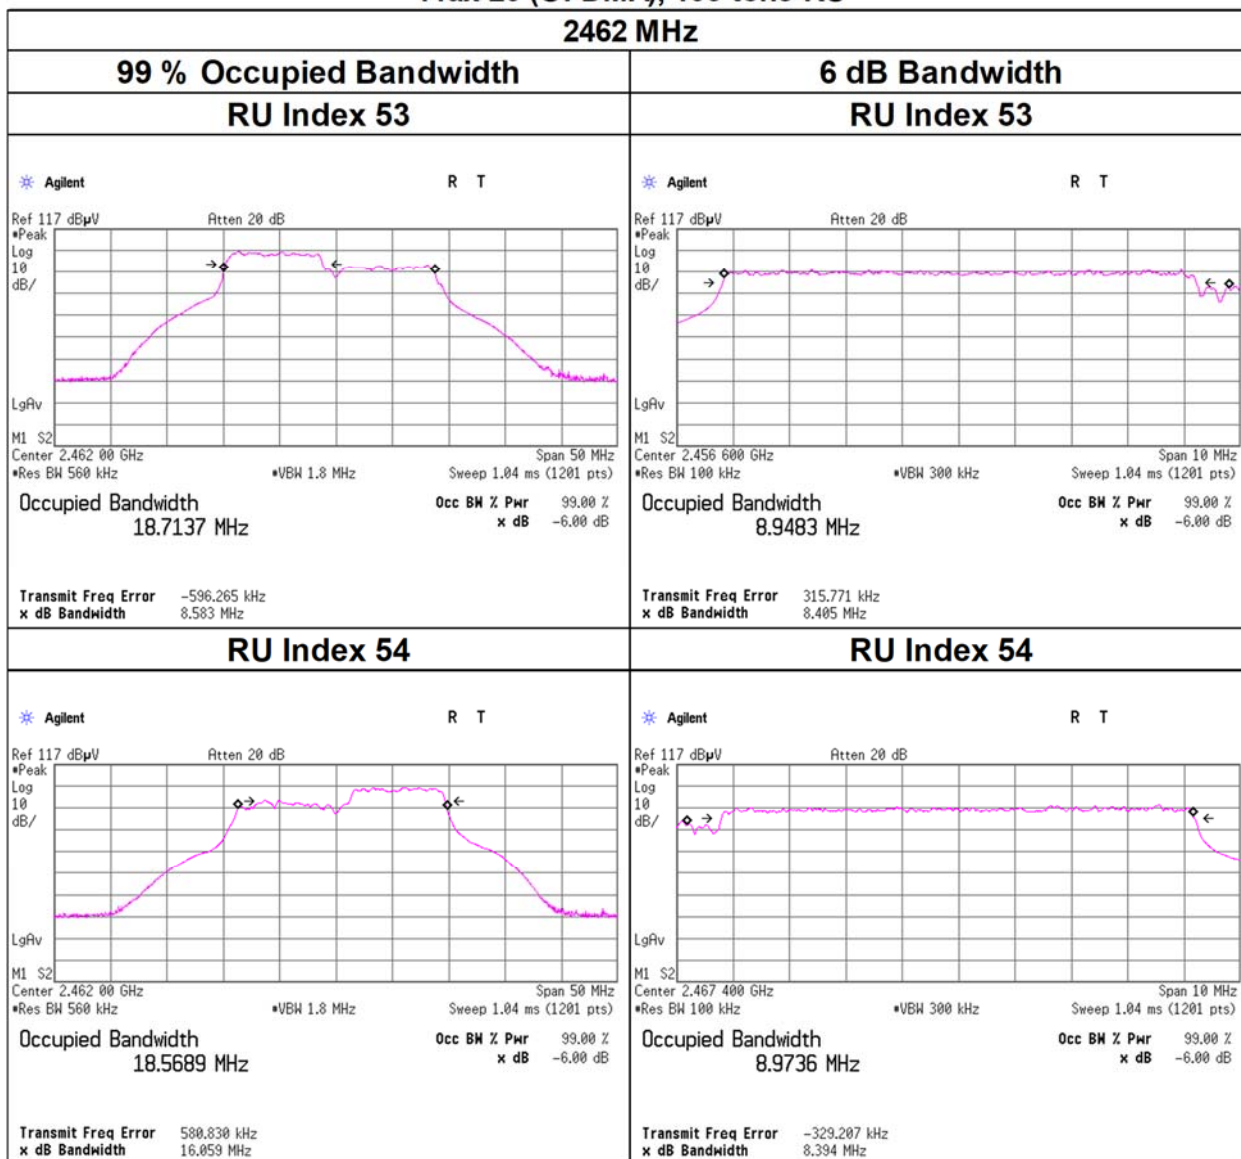 2462 MHz
99 % Occupied Bandwidth
6 dB Bandwidth
RU Index 53
RU Index 53
Agilent
R T
Ref 117 dBµV
Atten 20 dB
*Peak
Log
10
dB/
LgAv
M1 S2
Center 2.462 00 GHz
Span 50 MHz
*Res BW 560 kHz
*VBW 1.8 MHz
Sweep 1.04 ms (1201 pts)
Occupied Bandwidth
18.7137 MHz
Occ BW % Pwr 99.00 %
x dB -6.00 dB
Transmit Freq Error -596.265 kHz
x dB Bandwidth 8.583 MHz
Agilent
R T
Ref 117 dBµV
Atten 20 dB
*Peak
Log
10
dB/
LgAv
M1 S2
Center 2.456 600 GHz
Span 10 MHz
*Res BW 100 kHz
*VBW 300 kHz
Sweep 1.04 ms (1201 pts)
Occupied Bandwidth
8.9483 MHz
Occ BW % Pwr 99.00 %
x dB -6.00 dB
Transmit Freq Error 315.771 kHz
x dB Bandwidth 8.405 MHz
RU Index 54
RU Index 54
Agilent
R T
Ref 117 dBµV
Atten 20 dB
*Peak
Log
10
dB/
LgAv
M1 S2
Center 2.462 00 GHz
Span 50 MHz
*Res BW 560 kHz
*VBW 1.8 MHz
Sweep 1.04 ms (1201 pts)
Occupied Bandwidth
18.5689 MHz
Occ BW % Pwr 99.00 %
x dB -6.00 dB
Transmit Freq Error 580.830 kHz
x dB Bandwidth 16.059 MHz
Agilent
R T
Ref 117 dBµV
Atten 20 dB
*Peak
Log
10
dB/
LgAv
M1 S2
Center 2.467 400 GHz
Span 10 MHz
*Res BW 100 kHz
*VBW 300 kHz
Sweep 1.04 ms (1201 pts)
Occupied Bandwidth
8.9736 MHz
Occ BW % Pwr 99.00 %
x dB -6.00 dB
Transmit Freq Error -329.207 kHz
x dB Bandwidth 8.394 MHz